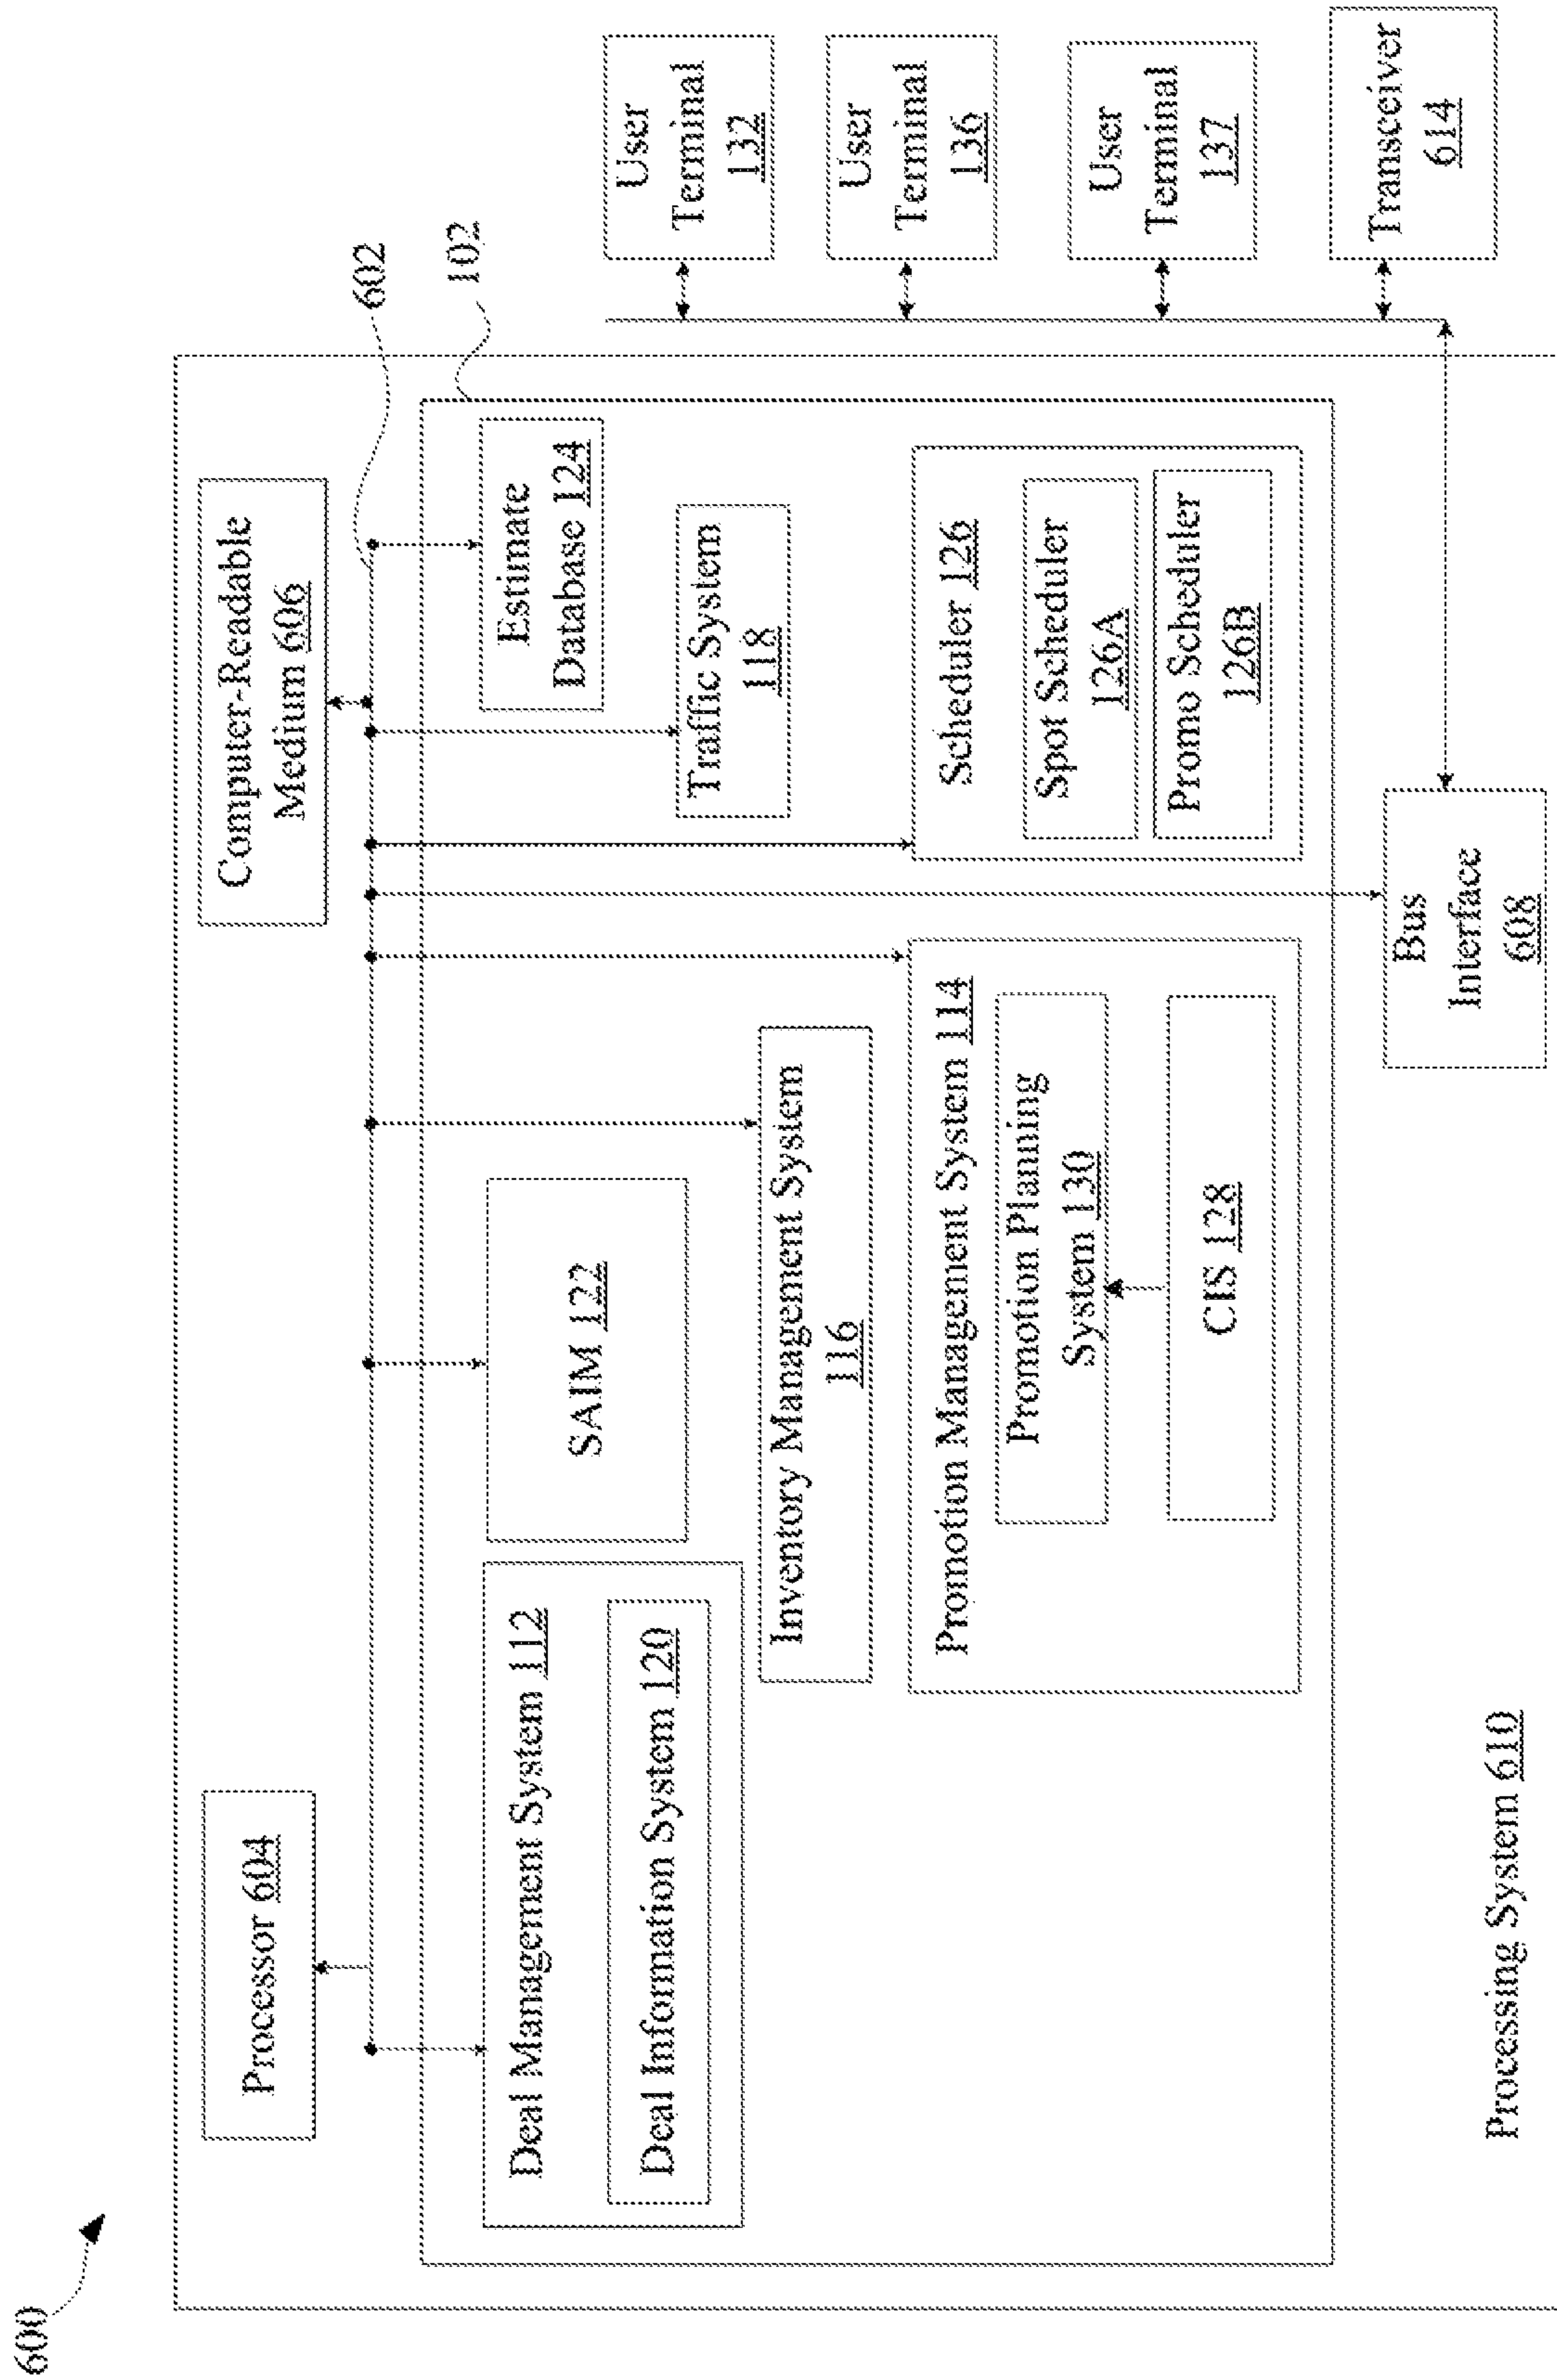 600
Processor 604
Computer-Readable
Medium 606
602
102
Deal Management System 112
Deal Information System 120
SAIM 122
Estimate
Database 124
Traffic System
118
Inventory Management System
116
Promotion Management System 114
Promotion Planning
System 130
CIS 128
Scheduler 126
Spot Scheduler
126A
Promo Scheduler
126B
Bus
Interface
608
Processing System 610
User
Terminal
132
User
Terminal
136
User
Terminal
137
Transceiver
614